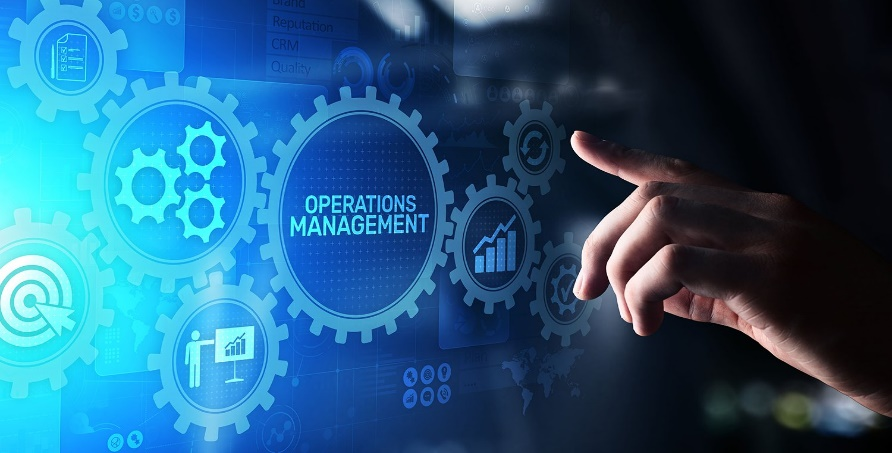 Brand
Reputation
CRM
Quality
OPERATIONS
MANAGEMENT